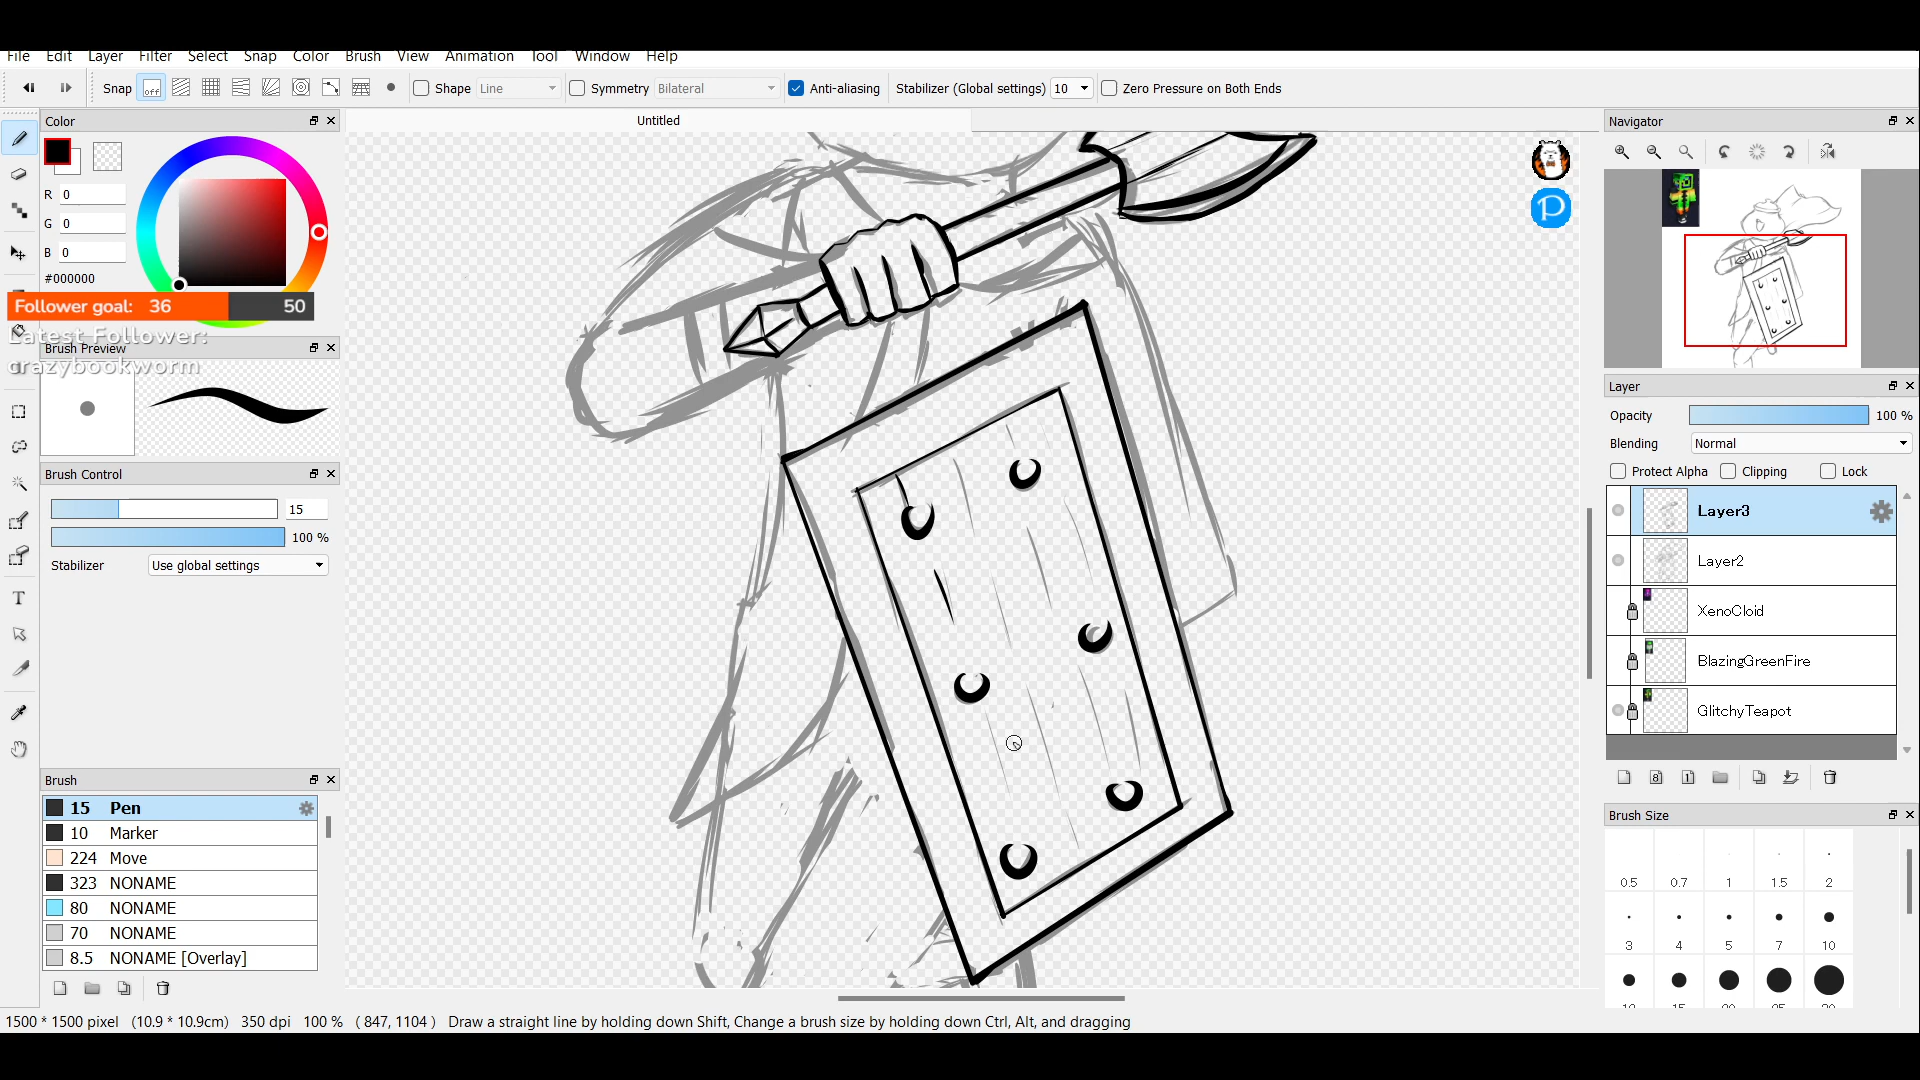 File Edit Layer Filter Select Snap Color Brush View Animation Tool Window Help
Snap off Shape Line Symmetry Bilateral Anti-aliasing Stabilizer (Global settings) 10 Zero Pressure on Both Ends
Color
Untitled
Navigator
R 0
G 0
B 0
#000000
Follower goal: 36 50
Latest Follower:
crazybookworm
Brush Preview
Brush Control
15
100 %
Stabilizer Use global settings
Brush
15 Pen
10 Marker
224 Move
323 NONAME
80 NONAME
70 NONAME
8.5 NONAME [Overlay]
Layer
Opacity 100 %
Blending Normal
Protect Alpha Clipping Lock
Layer3
Layer2
XenoCloid
BlazingGreenFire
GlitchyTeapot
8 1
Brush Size
0.5 0.7 1 1.5 2
3 4 5 7 10
1500 * 1500 pixel (10.9 * 10.9cm) 350 dpi 100 % ( 847, 1104 ) Draw a straight line by holding down Shift, Change a brush size by holding down Ctrl, Alt, and dragging